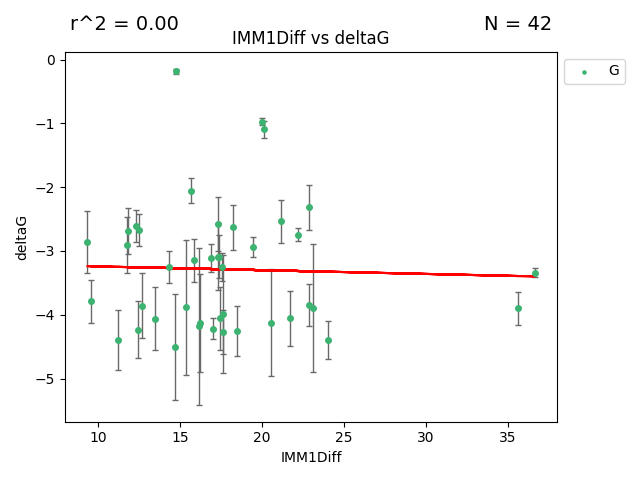 r^2 = 0.00
N = 42
IMM1Diff vs deltaG
G
0
−1
−2
−3
−4
−5
deltaG
10 15 20 25 30 35
IMM1Diff